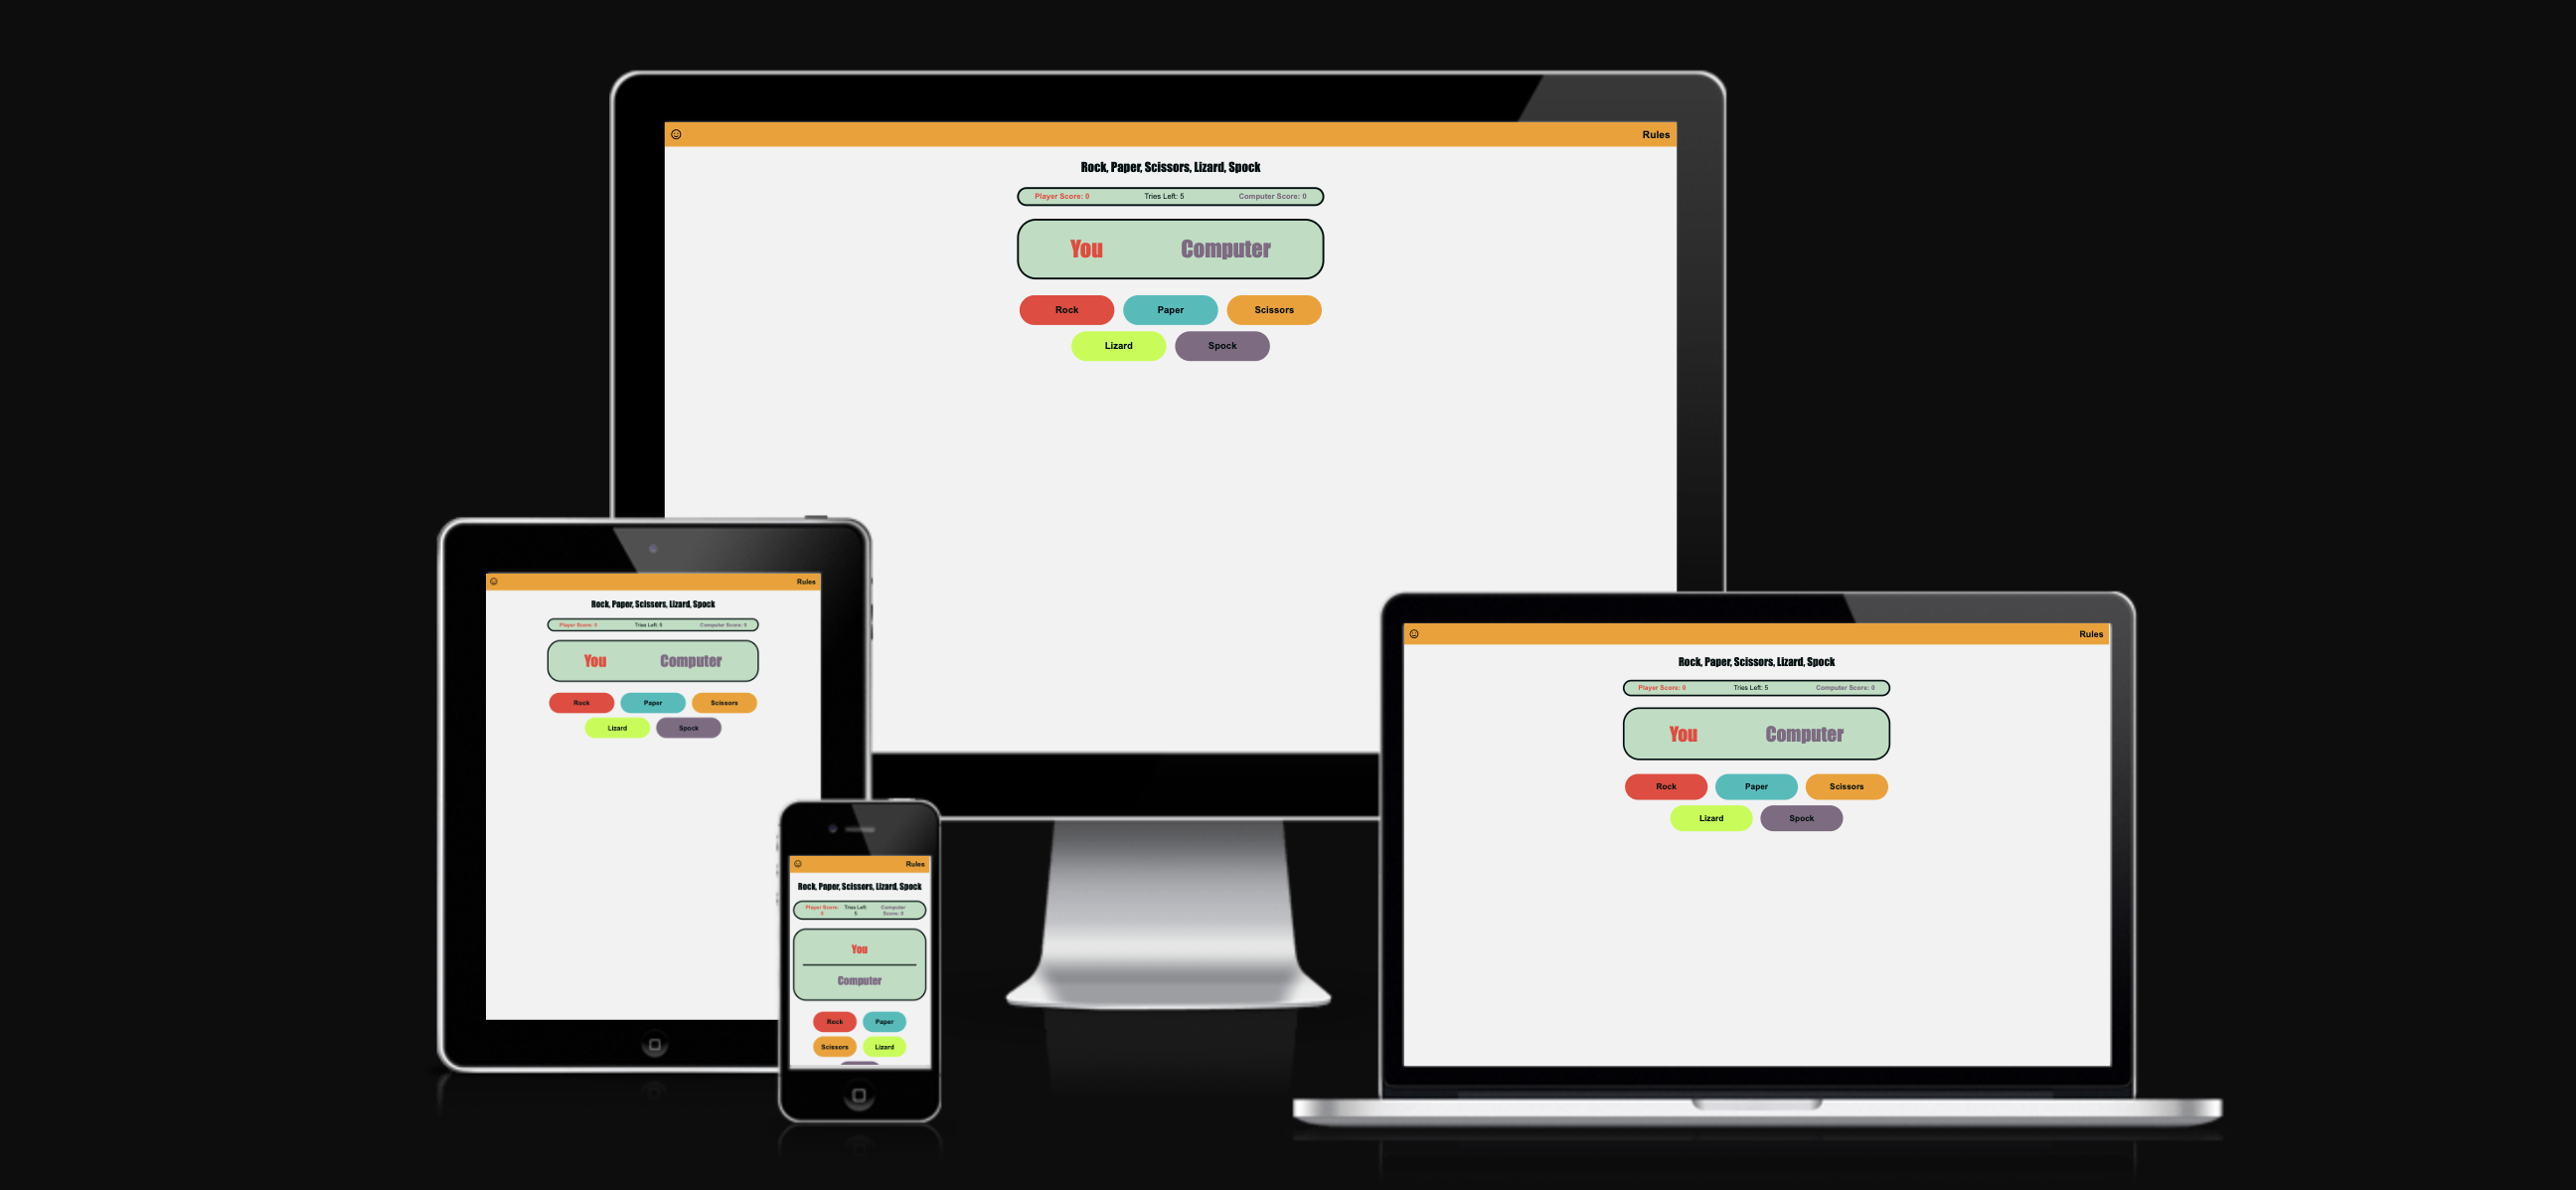 Rules
Rock, Paper, Scissors, Lizard, Spock
Player Score: 0 Tries Left: 5 Computer Score: 0
You Computer
Rock Paper Scissors
Lizard Spock
Rules
Rock, Paper, Scissors, Lizard, Spock
Player Score: 0 Tries Left: 5 Computer Score: 0
You Computer
Rock Paper Scissors
Lizard Spock
Rules
Rock, Paper, Scissors, Lizard, Spock
Player Score: Tries Left: Computer
0 5 Score: 0
You
Computer
Rock Paper
Scissors Lizard
Rules
Rock, Paper, Scissors, Lizard, Spock
Player Score: 0 Tries Left: 5 Computer Score: 0
You Computer
Rock Paper Scissors
Lizard Spock